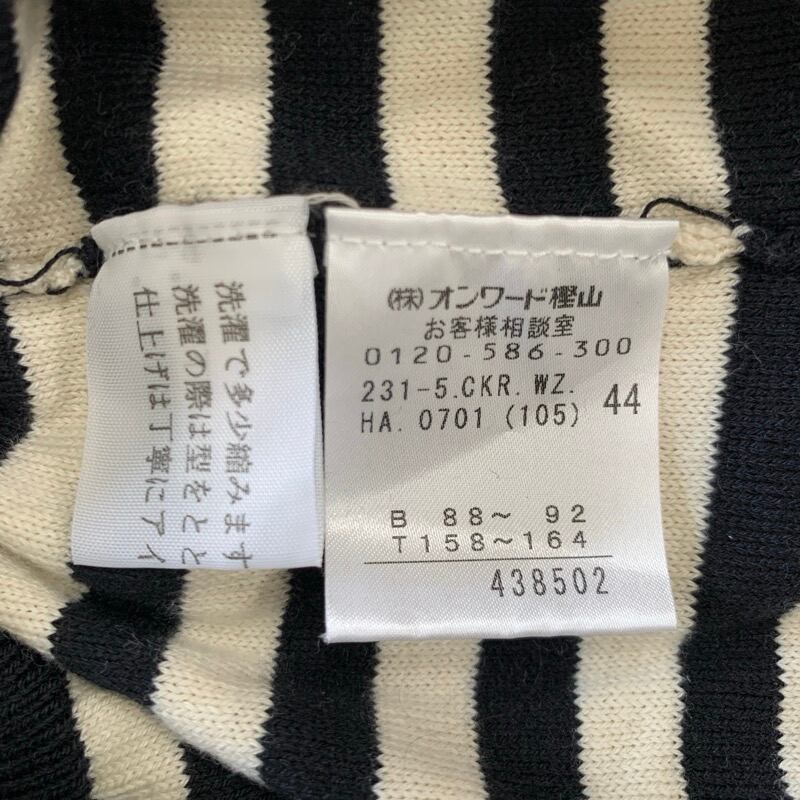 洗濯で多少縮みます
洗濯の際は型をとと
仕上げは丁寧にアイ
(株)オンワード樫山
お客様相談室
0120-586-300
231-5.CKR.WZ.
HA.0701(105) 44
B 88~ 92
T158~164
438502